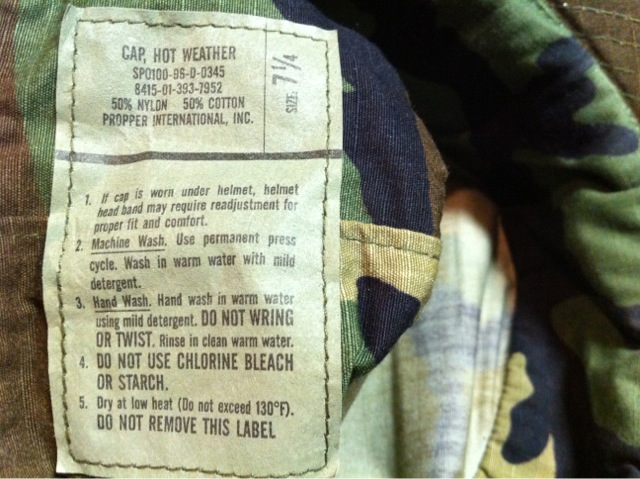 CAP, HOT WEATHER
SPO100-96-D-0345
8415-01-393-7952
50% NYLON 50% COTTON
PROPPER INTERNATIONAL, INC.
SIZE: 7 1/4
1. If cap is worn under helmet, helmet
head band may require readjustment for
proper fit and comfort.
2. Machine Wash. Use permanent press
cycle. Wash in warm water with mild
detergent.
3. Hand Wash. Hand wash in warm water
using mild detergent. DO NOT WRING
OR TWIST. Rinse in clean warm water.
4. DO NOT USE CHLORINE BLEACH
OR STARCH.
5. Dry at low heat (Do not exceed 130°F).
DO NOT REMOVE THIS LABEL